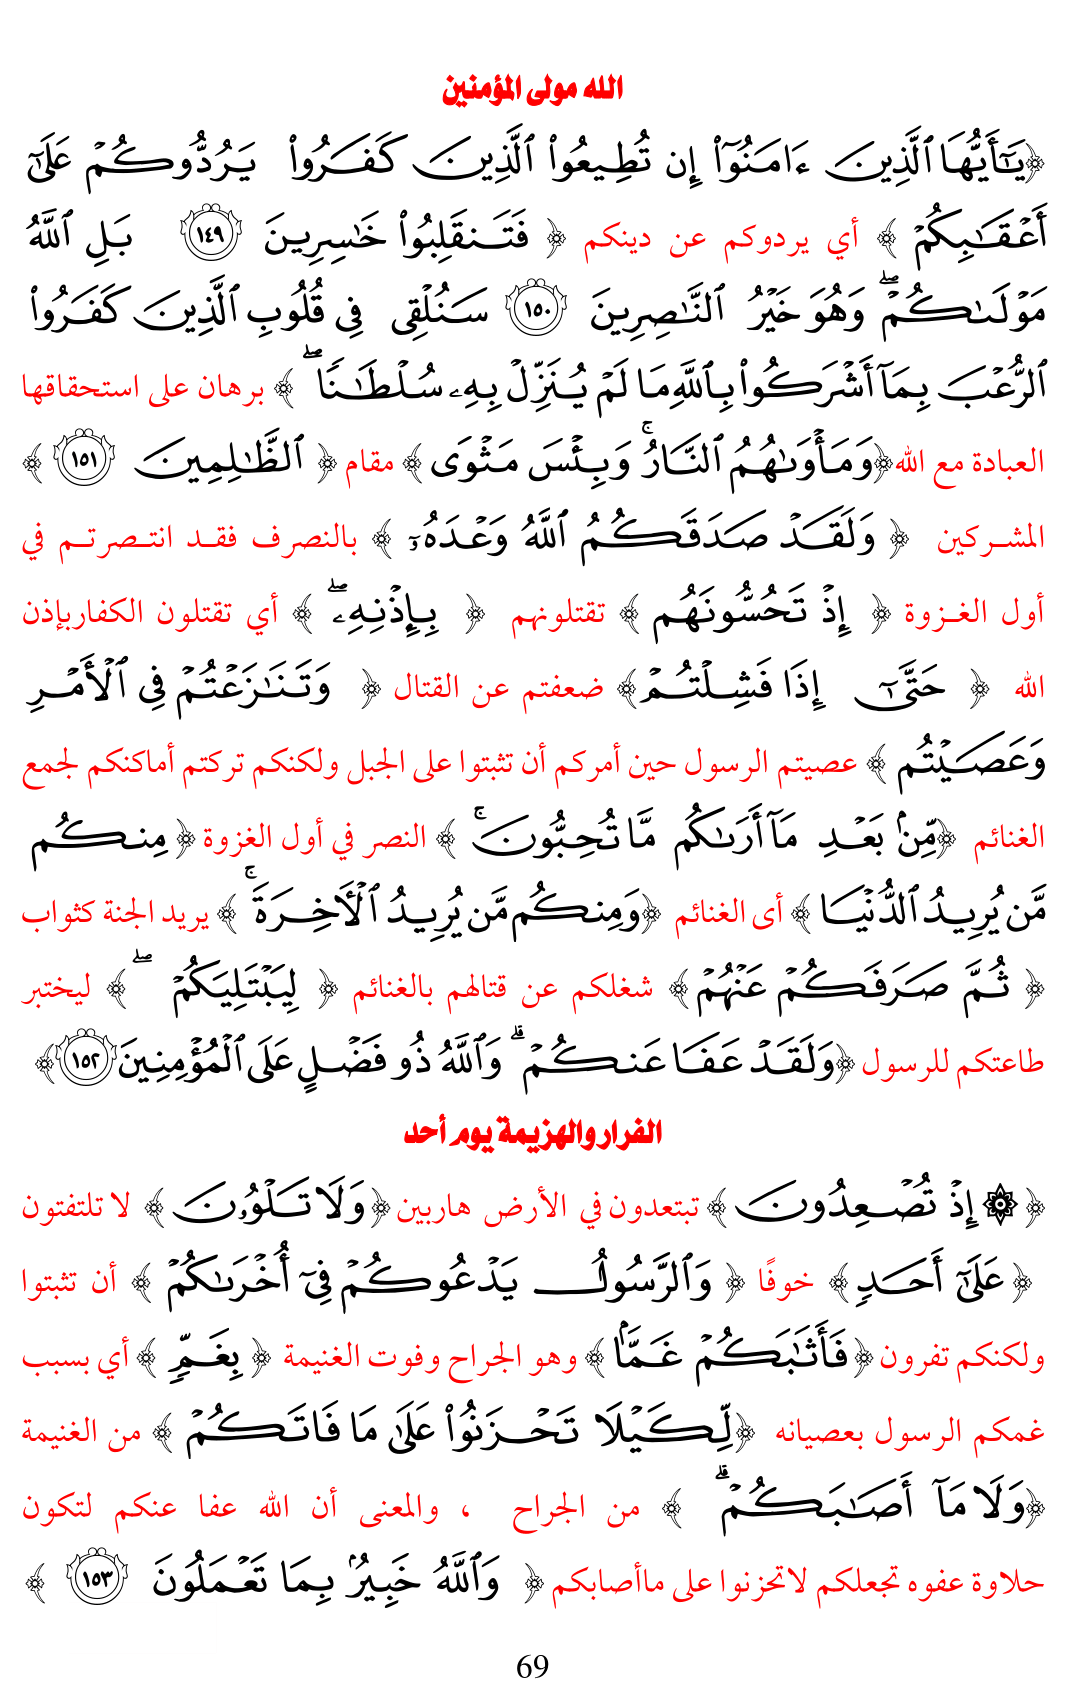 الله مولى المؤمنين
﴿يَٰٓأَيُّهَا ٱلَّذِينَ ءَامَنُوٓا۟ إِن تُطِيعُوا۟ ٱلَّذِينَ كَفَرُوا۟ يَرُدُّوكُمْ عَلَىٰٓ
أَعْقَٰبِكُمْ ﴾ أي يردوكم عن دينكم ﴿ فَتَنقَلِبُوا۟ خَٰسِرِينَ ١٤٩ بَلِ ٱللَّهُ
مَوْلَىٰكُمْ ۖ وَهُوَ خَيْرُ ٱلنَّٰصِرِينَ ١٥٠ سَنُلْقِى فِى قُلُوبِ ٱلَّذِينَ كَفَرُوا۟
ٱلرُّعْبَ بِمَآ أَشْرَكُوا۟ بِٱللَّهِ مَا لَمْ يُنَزِّلْ بِهِۦ سُلْطَٰنًا ۖ ﴾ برهان على استحقاقها
العبادة مع الله ﴿وَمَأْوَىٰهُمُ ٱلنَّارُ ۚ وَبِئْسَ مَثْوَى ﴾ مقام ﴿ ٱلظَّٰلِمِينَ ١٥١ ﴾
المشركين ﴿ وَلَقَدْ صَدَقَكُمُ ٱللَّهُ وَعْدَهُۥٓ ﴾ بالنصرف فقد انتصرتم في
أول الغزوة ﴿ إِذْ تَحُسُّونَهُم ﴾ تقتلونهم ﴿ بِإِذْنِهِۦ ۖ ﴾ أي تقتلون الكفاربإذن
الله ﴿ حَتَّىٰٓ إِذَا فَشِلْتُمْ﴾ ضعفتم عن القتال ﴿ وَتَنَٰزَعْتُمْ فِى ٱلْأَمْرِ
وَعَصَيْتُم ﴾ عصيتم الرسول حين أمركم أن تثبتوا على الجبل ولكنكم تركتم أماكنكم لجمع
الغنائم ﴿مِّنۢ بَعْدِ مَآ أَرَىٰكُم مَّا تُحِبُّونَ ۚ ﴾ النصر في أول الغزوة ﴿ مِنكُم
مَّن يُرِيدُ ٱلدُّنْيَا ﴾ أى الغنائم ﴿وَمِنكُم مَّن يُرِيدُ ٱلْءَاخِرَةَ ۚ ﴾ يريد الجنة كثواب
﴿ ثُمَّ صَرَفَكُمْ عَنْهُمْ ﴾ شغلكم عن قتالهم بالغنائم ﴿ لِيَبْتَلِيَكُمْ ۖ ﴾ ليختبر
طاعتكم للرسول ﴿وَلَقَدْ عَفَا عَنكُمْ ۗ وَٱللَّهُ ذُو فَضْلٍ عَلَى ٱلْمُؤْمِنِينَ ١٥٢ ﴾
الفرار والهزيمة يوم أحد
﴿ ۞ إِذْ تُصْعِدُونَ ﴾ تبتعدون في الأرض هاربين ﴿وَلَا تَلْوُۥنَ ﴾ لا تلتفتون
﴿ عَلَىٰٓ أَحَدٍ ﴾ خوفًا ﴿ وَٱلرَّسُولُ يَدْعُوكُمْ فِىٓ أُخْرَىٰكُمْ ﴾ أن تثبتوا
ولكنكم تفرون ﴿فَأَثَٰبَكُمْ غَمًّۢا ﴾ وهو الجراح وفوت الغنيمة ﴿ بِغَمٍّ ﴾ أي بسبب
غمكم الرسول بعصيانه ﴿لِّكَيْلَا تَحْزَنُوا۟ عَلَىٰ مَا فَاتَكُمْ ﴾ من الغنيمة
﴿وَلَا مَآ أَصَٰبَكُمْ ۗ ﴾ من الجراح ، والمعنى أن الله عفا عنكم لتكون
حلاوة عفوه تجعلكم لاتحزنوا على ماأصابكم ﴿ وَٱللَّهُ خَبِيرٌۢ بِمَا تَعْمَلُونَ ١٥٣ ﴾
69